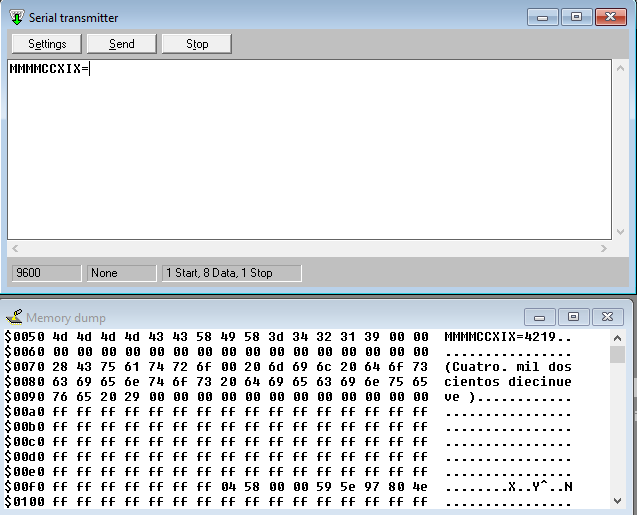 Serial transmitter
Settings Send Stop
MMMMCCXIX=
9600 None 1 Start, 8 Data, 1 Stop
Memory dump
$0050 4d 4d 4d 4d 43 43 58 49 58 3d 34 32 31 39 00 00 MMMMCCXIX=4219..
$0060 00 00 00 00 00 00 00 00 00 00 00 00 00 00 00 00 ................
$0070 28 43 75 61 74 72 6f 00 20 6d 69 6c 20 64 6f 73 (Cuatro. mil dos
$0080 63 69 65 6e 74 6f 73 20 64 69 65 63 69 6e 75 65 cientos diecinue
$0090 76 65 20 29 00 00 00 00 00 00 00 00 00 00 00 00 ve )............
$00a0 ff ff ff ff ff ff ff ff ff ff ff ff ff ff ff ff ................
$00b0 ff ff ff ff ff ff ff ff ff ff ff ff ff ff ff ff ................
$00c0 ff ff ff ff ff ff ff ff ff ff ff ff ff ff ff ff ................
$00d0 ff ff ff ff ff ff ff ff ff ff ff ff ff ff ff ff ................
$00e0 ff ff ff ff ff ff ff ff ff ff ff ff ff ff ff ff ................
$00f0 ff ff ff ff ff ff ff 04 58 00 00 59 5e 97 80 4e ........X..Y^..N
$0100 ff ff ff ff ff ff ff ff ff ff ff ff ff ff ff ff ................